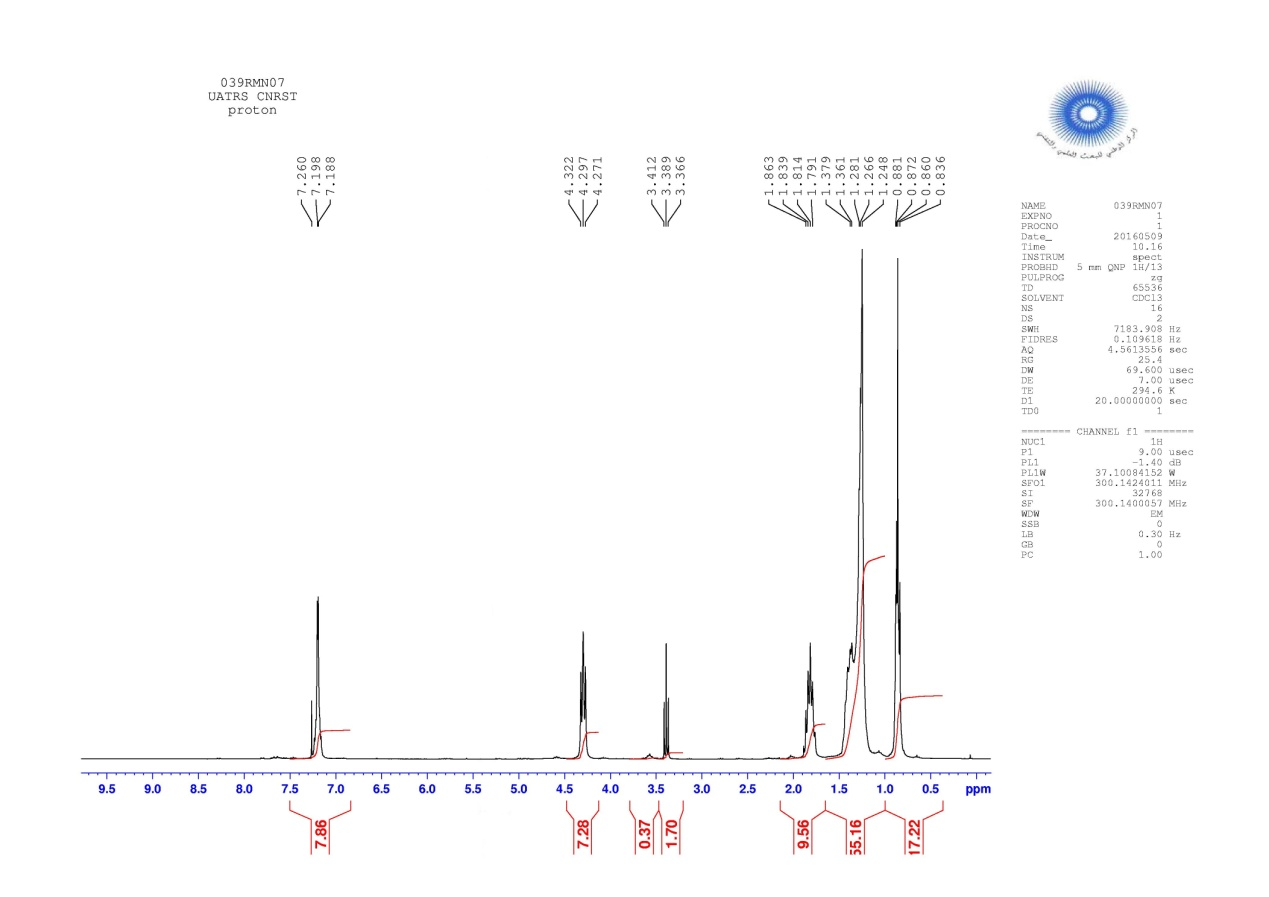 039RMN07
UATRS CNRST
proton
7.260
7.198
7.188
4.322
4.297
4.271
3.412
3.389
3.366
1.863
1.839
1.814
1.791
1.379
1.361
1.281
1.266
1.248
0.881
0.872
0.860
0.836
NAME 039RMN07
EXPNO 1
PROCNO 1
Date_ 20160509
Time 10.16
INSTRUM spect
PROBHD 5 mm QNP 1H/13
PULPROG zg
TD 65536
SOLVENT CDCl3
NS 16
DS 2
SWH 7183.908 Hz
FIDRES 0.109618 Hz
AQ 4.5613556 sec
RG 25.4
DW 69.600 usec
DE 7.00 usec
TE 294.6 K
D1 20.00000000 sec
TD0 1
======== CHANNEL f1 ========
NUC1 1H
P1 9.00 usec
PL1 -1.40 dB
PL1W 37.10084152 W
SFO1 300.1424011 MHz
SI 32768
SF 300.1400057 MHz
WDW EM
SSB 0
LB 0.30 Hz
GB 0
PC 1.00
9.5 9.0 8.5 8.0 7.5 7.0 6.5 6.0 5.5 5.0 4.5 4.0 3.5 3.0 2.5 2.0 1.5 1.0 0.5 ppm
7.86
7.28
0.37
1.70
9.56
55.16
17.22